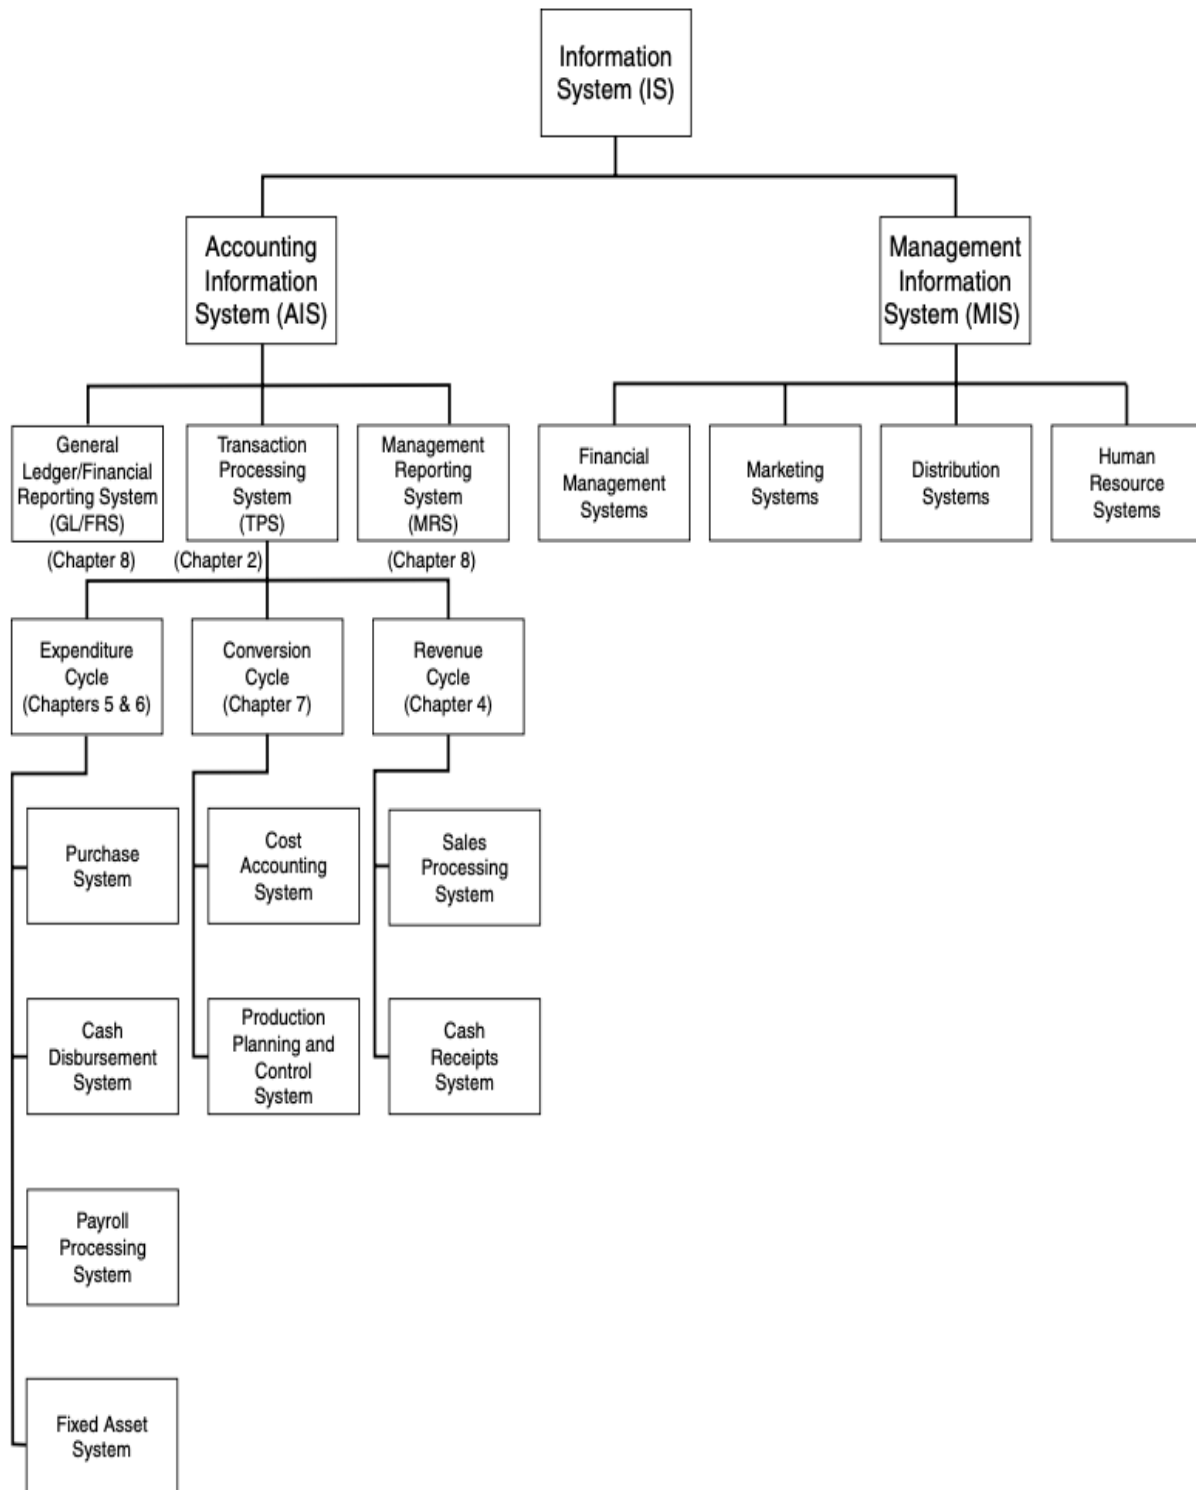 Information
System (IS)
Accounting
Information
System (AIS)
Management
Information
System (MIS)
General
Ledger/Financial
Reporting System
(GL/FRS)
Transaction
Processing
System
(TPS)
Management
Reporting
System
(MRS)
Financial
Management
Systems
Marketing
Systems
Distribution
Systems
Human
Resource
Systems
(Chapter 8)
(Chapter 2)
(Chapter 8)
Expenditure
Cycle
(Chapters 5 & 6)
Conversion
Cycle
(Chapter 7)
Revenue
Cycle
(Chapter 4)
Purchase
System
Cost
Accounting
System
Sales
Processing
System
Cash
Disbursement
System
Production
Planning and
Control
System
Cash
Receipts
System
Payroll
Processing
System
Fixed Asset
System